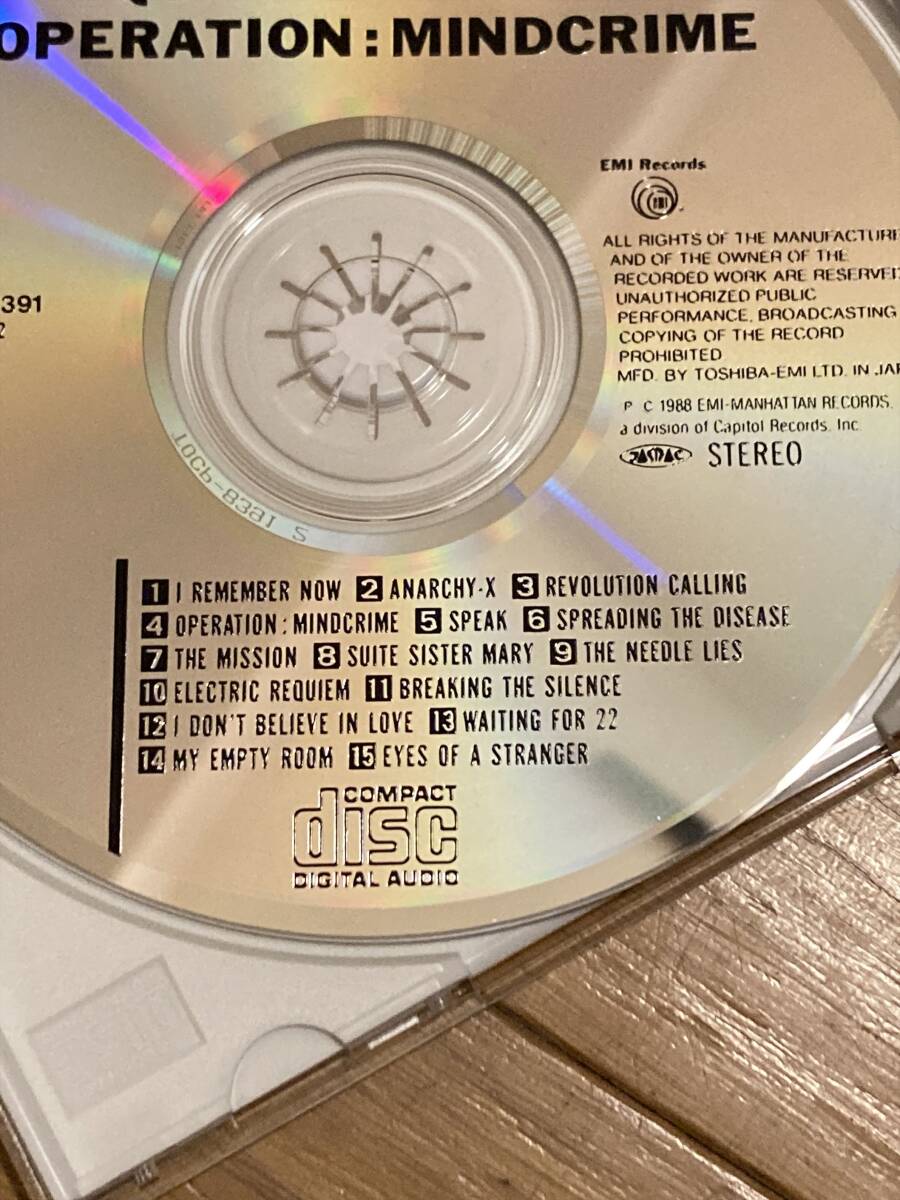 OPERATION : MINDCRIME
EMI Records
EMI
ALL RIGHTS OF THE MANUFACTURE
AND OF THE OWNER OF THE
RECORDED WORK ARE RESERVED
UNAUTHORIZED PUBLIC
PERFORMANCE, BROADCASTING
COPYING OF THE RECORD
PROHIBITED
MFD. BY TOSHIBA-EMI LTD. IN JAP
P C 1988 EMI-MANHATTAN RECORDS,
a division of Capitol Records, Inc.
JASRAC STEREO
391
2
TOCP-8391 S
1 I REMEMBER NOW 2 ANARCHY-X 3 REVOLUTION CALLING
4 OPERATION : MINDCRIME 5 SPEAK 6 SPREADING THE DISEASE
7 THE MISSION 8 SUITE SISTER MARY 9 THE NEEDLE LIES
10 ELECTRIC REQUIEM 11 BREAKING THE SILENCE
12 I DON'T BELIEVE IN LOVE 13 WAITING FOR 22
14 MY EMPTY ROOM 15 EYES OF A STRANGER
COMPACT
disc
DIGITAL AUDIO